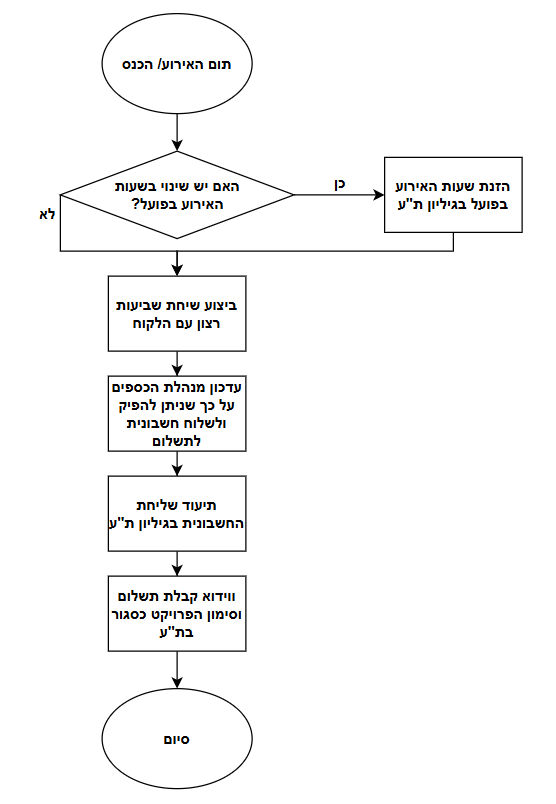 תום האירוע/ הכנס
האם יש שינוי בשעות
האירוע בפועל?
כן
הזנת שעות האירוע
בפועל בגיליון ת"ע
לא
ביצוע שיחת שביעות
רצון עם הלקוח
עדכון מנהלת הכספים
על כך שניתן להפיק
ולשלוח חשבונית
לתשלום
תיעוד שליחת
החשבונית בגיליון ת"ע
ווידוא קבלת תשלום
וסימון הפרויקט כסגור
בת"ע
סיום